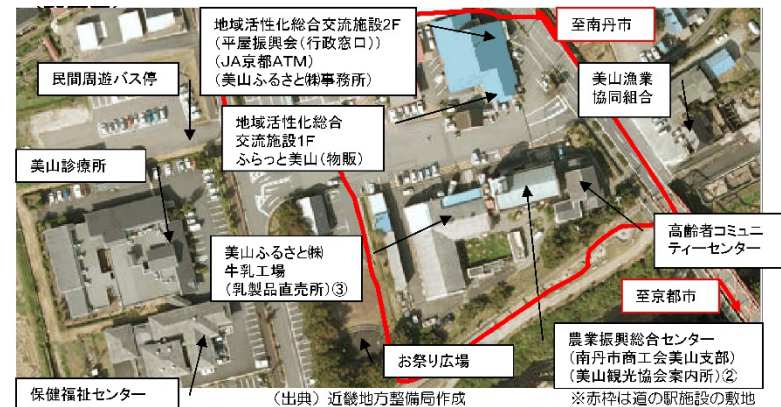 地域活性化総合交流施設2F
(平屋振興会(行政窓口))
(JA京都ATM)
(美山ふるさと㈱事務所)
至南丹市
民間周遊バス停
美山漁業
協同組合
地域活性化総合
交流施設1F
ふらっと美山(物販)
美山診療所
高齢者コミュニ
ティーセンター
美山ふるさと㈱
牛乳工場
(乳製品直売所)③
至京都市
お祭り広場
農業振興総合センター
(南丹市商工会美山支部)
(美山観光協会案内所)②
保健福祉センター
(出典) 近畿地方整備局作成
※赤枠は道の駅施設の敷地